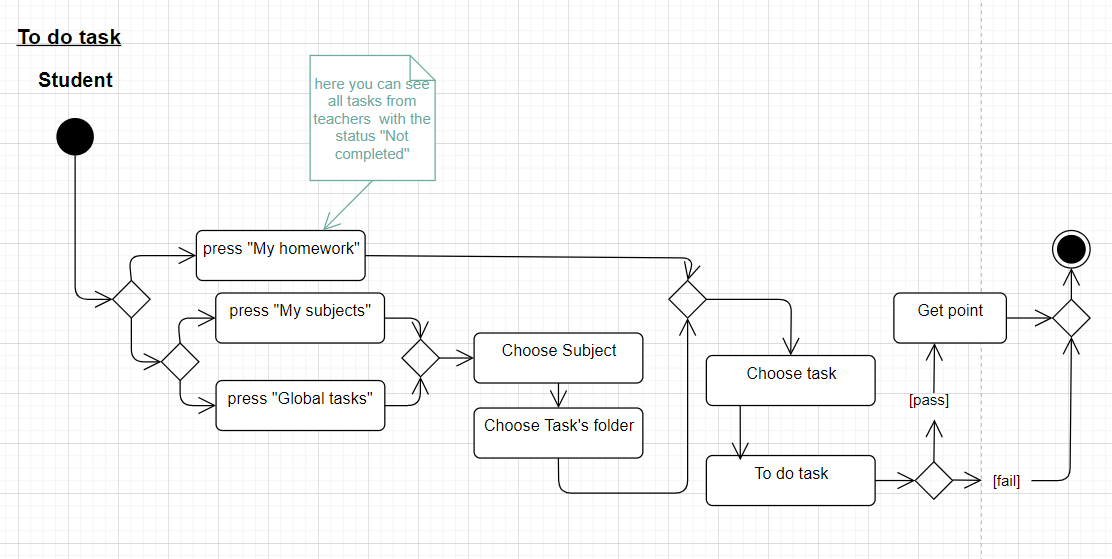 To do task
Student
here you can see
all tasks from
teachers with the
status "Not
completed"
press "My homework"
press "My subjects"
press "Global tasks"
Choose Subject
Choose Task's folder
Choose task
To do task
Get point
[pass]
[fail]